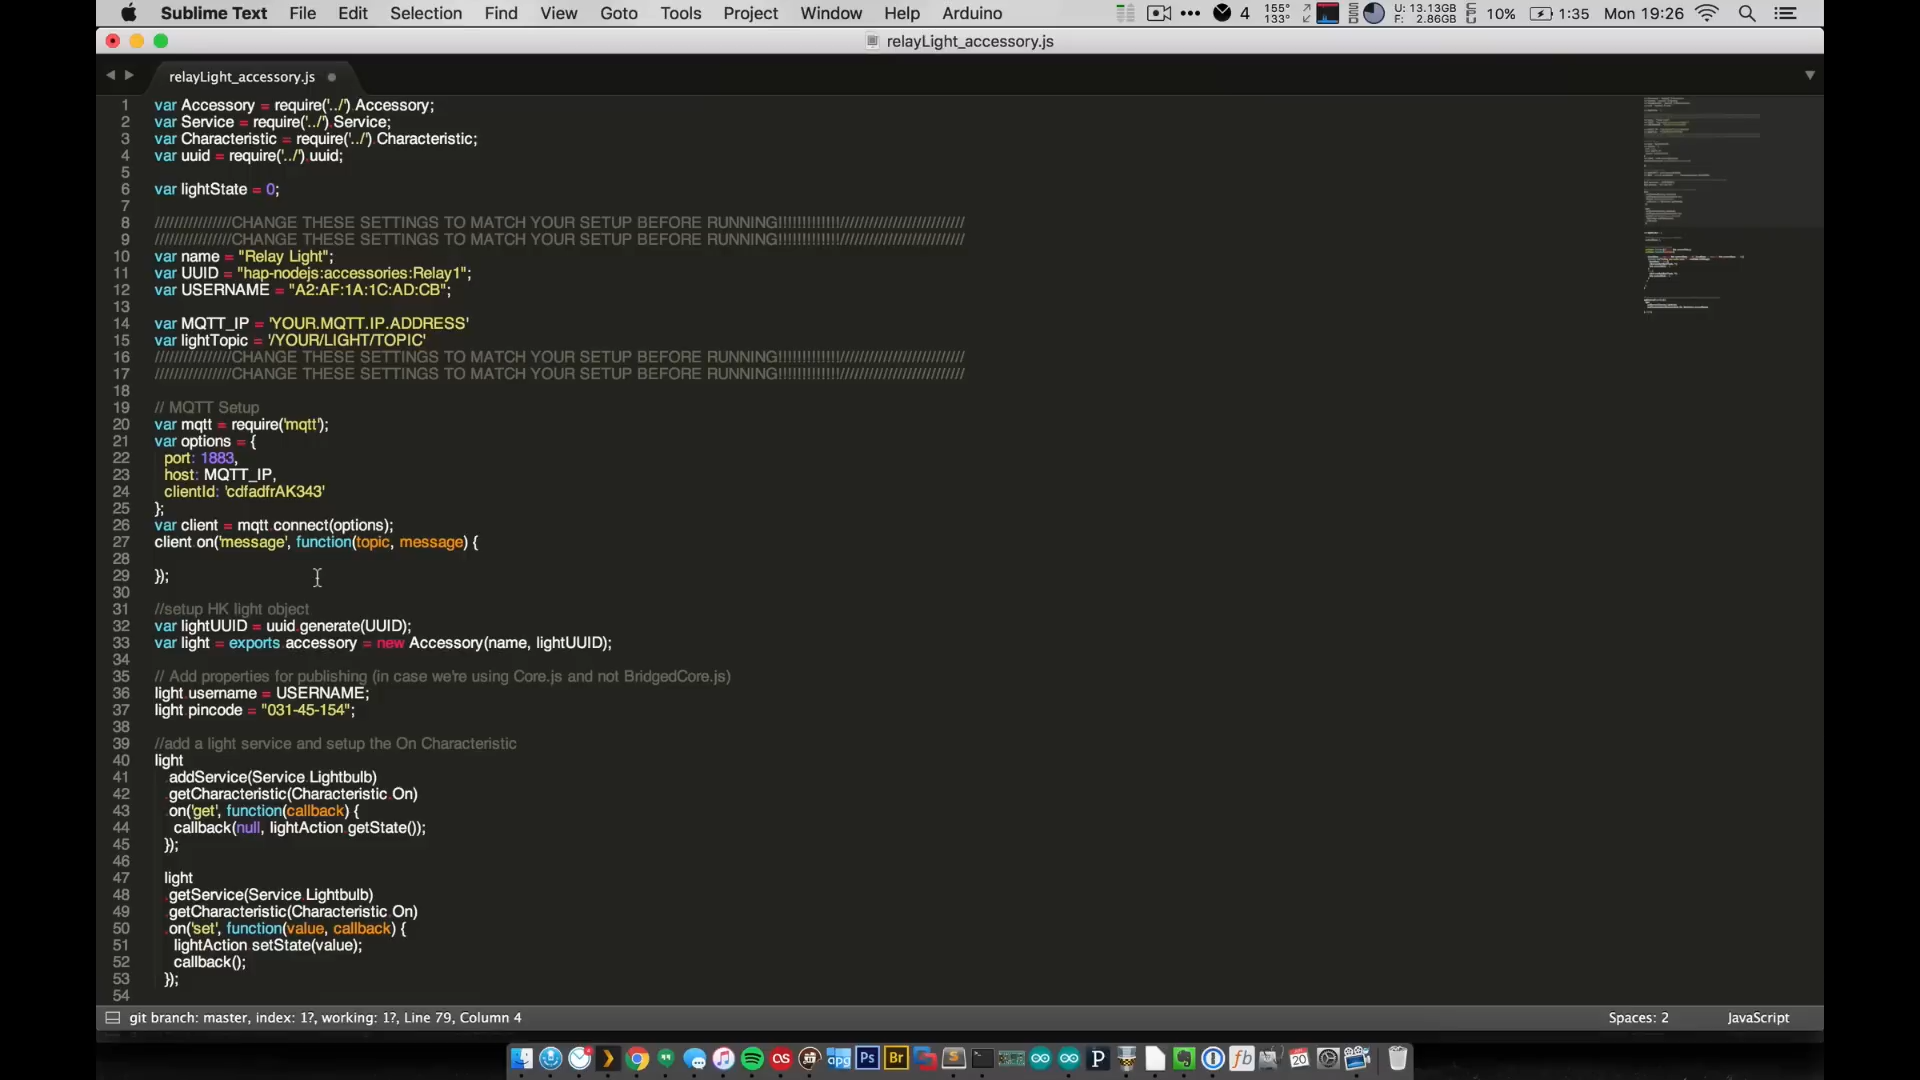 Sublime Text File Edit Selection Find View Goto Tools Project Window Help Arduino 4 155° 133° U: 13.13GB F: 2.86GB 10% 1:35 Mon 19:26
relayLight_accessory.js
relayLight_accessory.js
1 var Accessory = require('../').Accessory;
2 var Service = require('../').Service;
3 var Characteristic = require('../').Characteristic;
4 var uuid = require('../').uuid;
5
6 var lightState = 0;
7
8 ////////////////CHANGE THESE SETTINGS TO MATCH YOUR SETUP BEFORE RUNNING!!!!!!!!!!!!!//////////////////////////
9 ////////////////CHANGE THESE SETTINGS TO MATCH YOUR SETUP BEFORE RUNNING!!!!!!!!!!!!!//////////////////////////
10 var name = "Relay Light";
11 var UUID = "hap-nodejs:accessories:Relay1";
12 var USERNAME = "A2:AF:1A:1C:AD:CB";
13
14 var MQTT_IP = 'YOUR.MQTT.IP.ADDRESS'
15 var lightTopic = '/YOUR/LIGHT/TOPIC'
16 ////////////////CHANGE THESE SETTINGS TO MATCH YOUR SETUP BEFORE RUNNING!!!!!!!!!!!!!//////////////////////////
17 ////////////////CHANGE THESE SETTINGS TO MATCH YOUR SETUP BEFORE RUNNING!!!!!!!!!!!!!//////////////////////////
18
19 // MQTT Setup
20 var mqtt = require('mqtt');
21 var options = {
22 port: 1883,
23 host: MQTT_IP,
24 clientId: 'cdfadfrAK343'
25 };
26 var client = mqtt.connect(options);
27 client.on('message', function(topic, message) {
28
29 });
30
31 //setup HK light object
32 var lightUUID = uuid.generate(UUID);
33 var light = exports.accessory = new Accessory(name, lightUUID);
34
35 // Add properties for publishing (in case we're using Core.js and not BridgedCore.js)
36 light.username = USERNAME;
37 light.pincode = "031-45-154";
38
39 //add a light service and setup the On Characteristic
40 light
41 .addService(Service.Lightbulb)
42 .getCharacteristic(Characteristic.On)
43 .on('get', function(callback) {
44 callback(null, lightAction.getState());
45 });
46
47 light
48 .getService(Service.Lightbulb)
49 .getCharacteristic(Characteristic.On)
50 .on('set', function(value, callback) {
51 lightAction.setState(value);
52 callback();
53 });
54
git branch: master, index: 1?, working: 1?, Line 79, Column 4 Spaces: 2 JavaScript